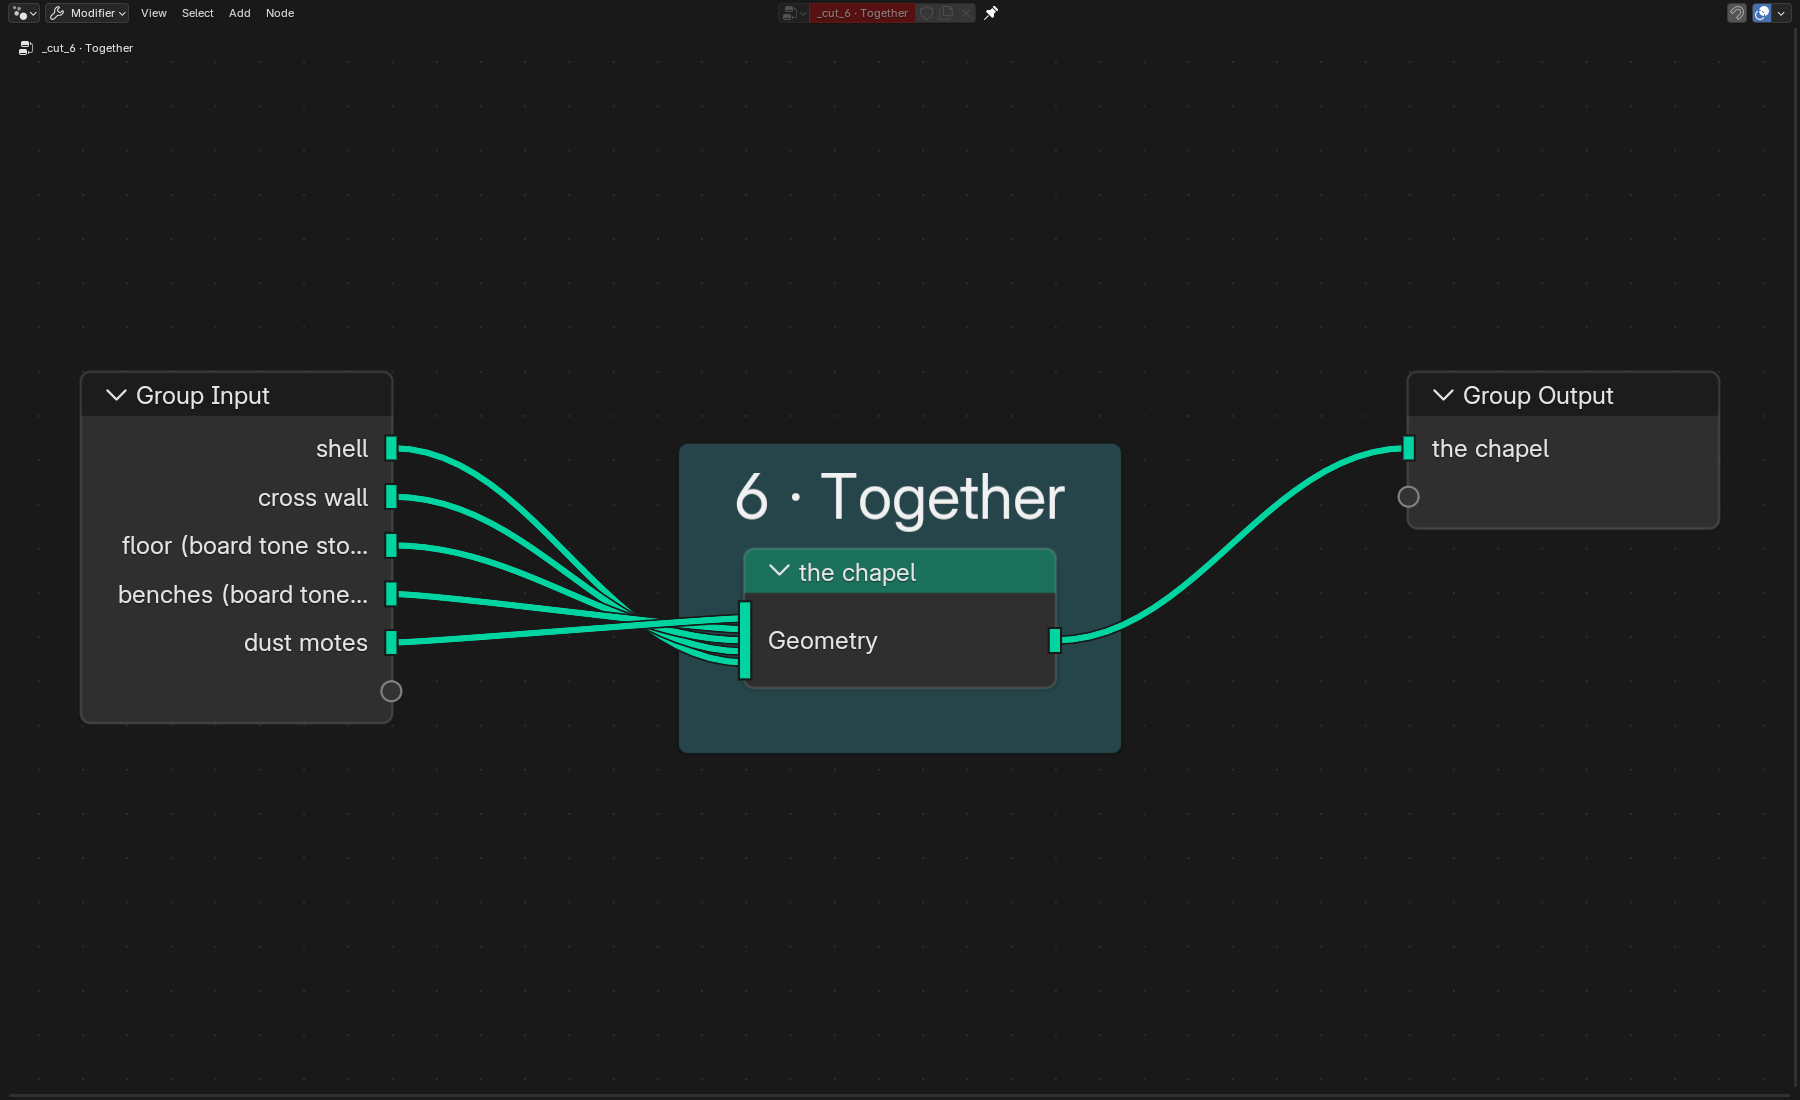 Modifier View Select Add Node _cut_6 · Together
_cut_6 · Together
Group Input
shell
cross wall
floor (board tone sto...
benches (board tone...
dust motes
6 · Together
the chapel
Geometry
Group Output
the chapel